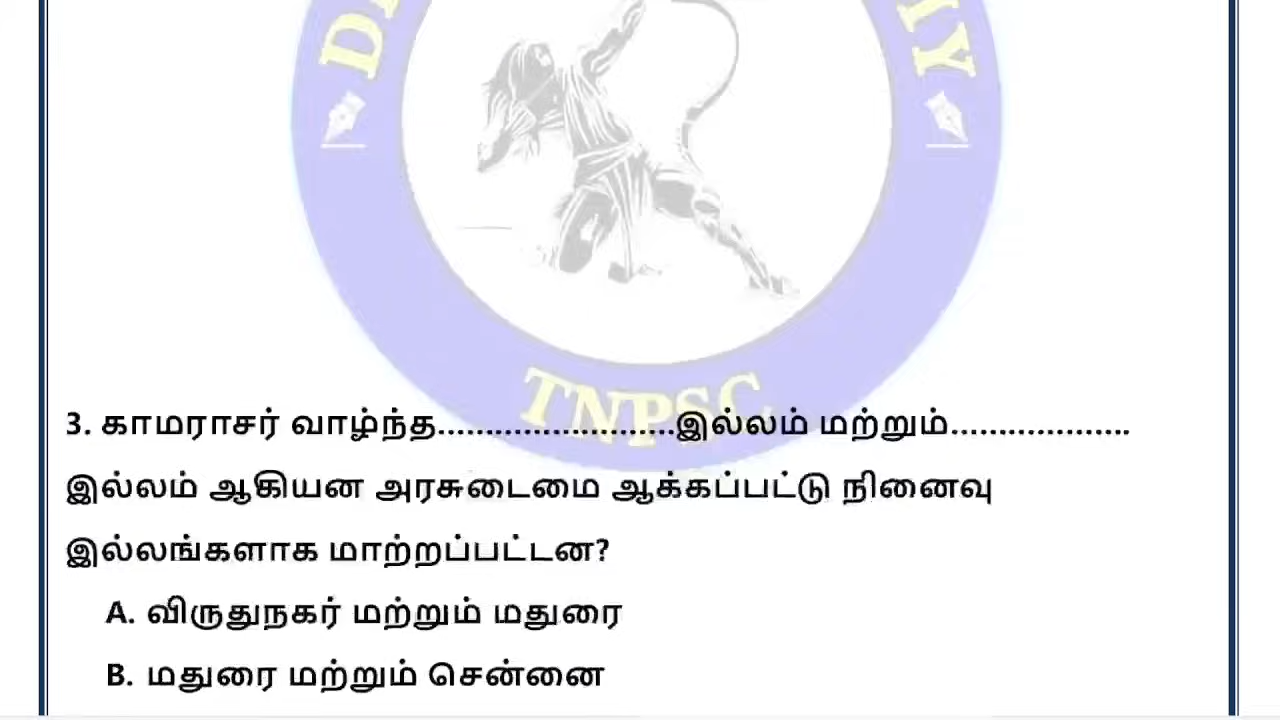 TNPSC
3. காமராசர் வாழ்ந்த.........................இல்லம் மற்றும்...................
இல்லம் ஆகியன அரசுடைமை ஆக்கப்பட்டு நினைவு
இல்லங்களாக மாற்றப்பட்டன?
A. விருதுநகர் மற்றும் மதுரை
B. மதுரை மற்றும் சென்னை